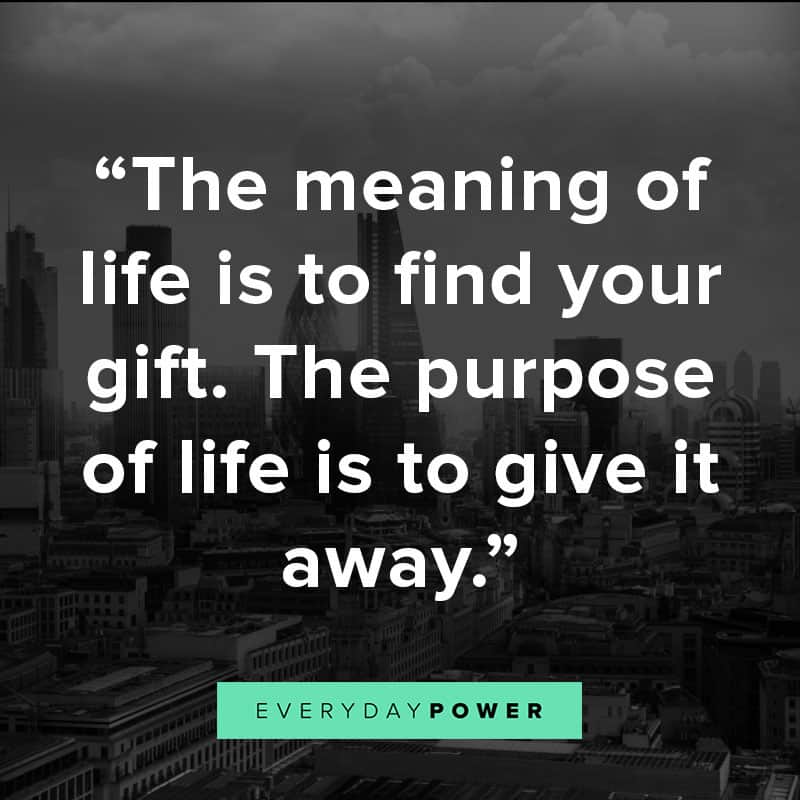 “The meaning of
life is to find your
gift. The purpose
of life is to give it
away.”
EVERYDAYPOWER